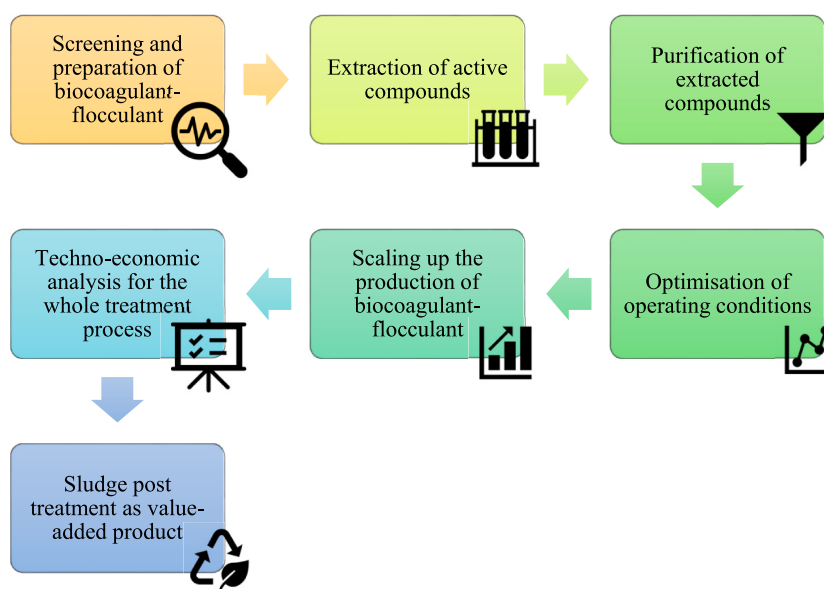 Screening and
preparation of
biocoagulant-
flocculant
Extraction of active
compounds
Purification of
extracted
compounds
Optimisation of
operating conditions
Scaling up the
production of
biocoagulant-
flocculant
Techno-economic
analysis for the
whole treatment
process
Sludge post
treatment as value-
added product